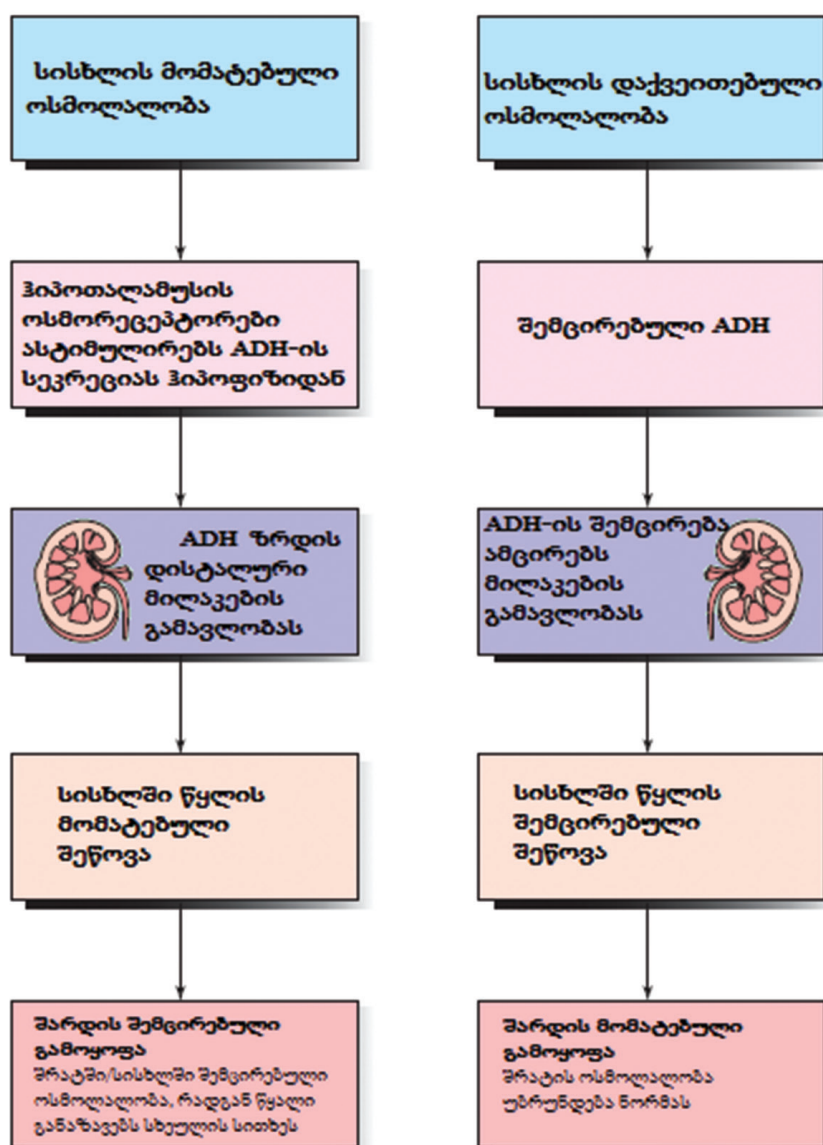 სისხლის მომატებული
ოსმოლალობა
ჰიპოთალამუსის
ოსმორეცეპტორები
ასტიმულირებს ADH-ის
სეკრეციას ჰიპოფიზიდან
ADH ზრდის
დისტალური
მილაკების
გამავლობას
სისხლში წყლის
მომატებული
შეწოვა
შარდის შემცირებული
გამოყოფა
შრატში/სისხლში შემცირებული
ოსმოლალობა, რადგან წყალი
განაზავებს სხეულის სითხეს
სისხლის დაქვეითებული
ოსმოლალობა
შემცირებული ADH
ADH-ის შემცირება
ამცირებს
მილაკების
გამავლობას
სისხლში წყლის
შემცირებული
შეწოვა
შარდის მომატებული
გამოყოფა
შრატის ოსმოლალობა
უბრუნდება ნორმას